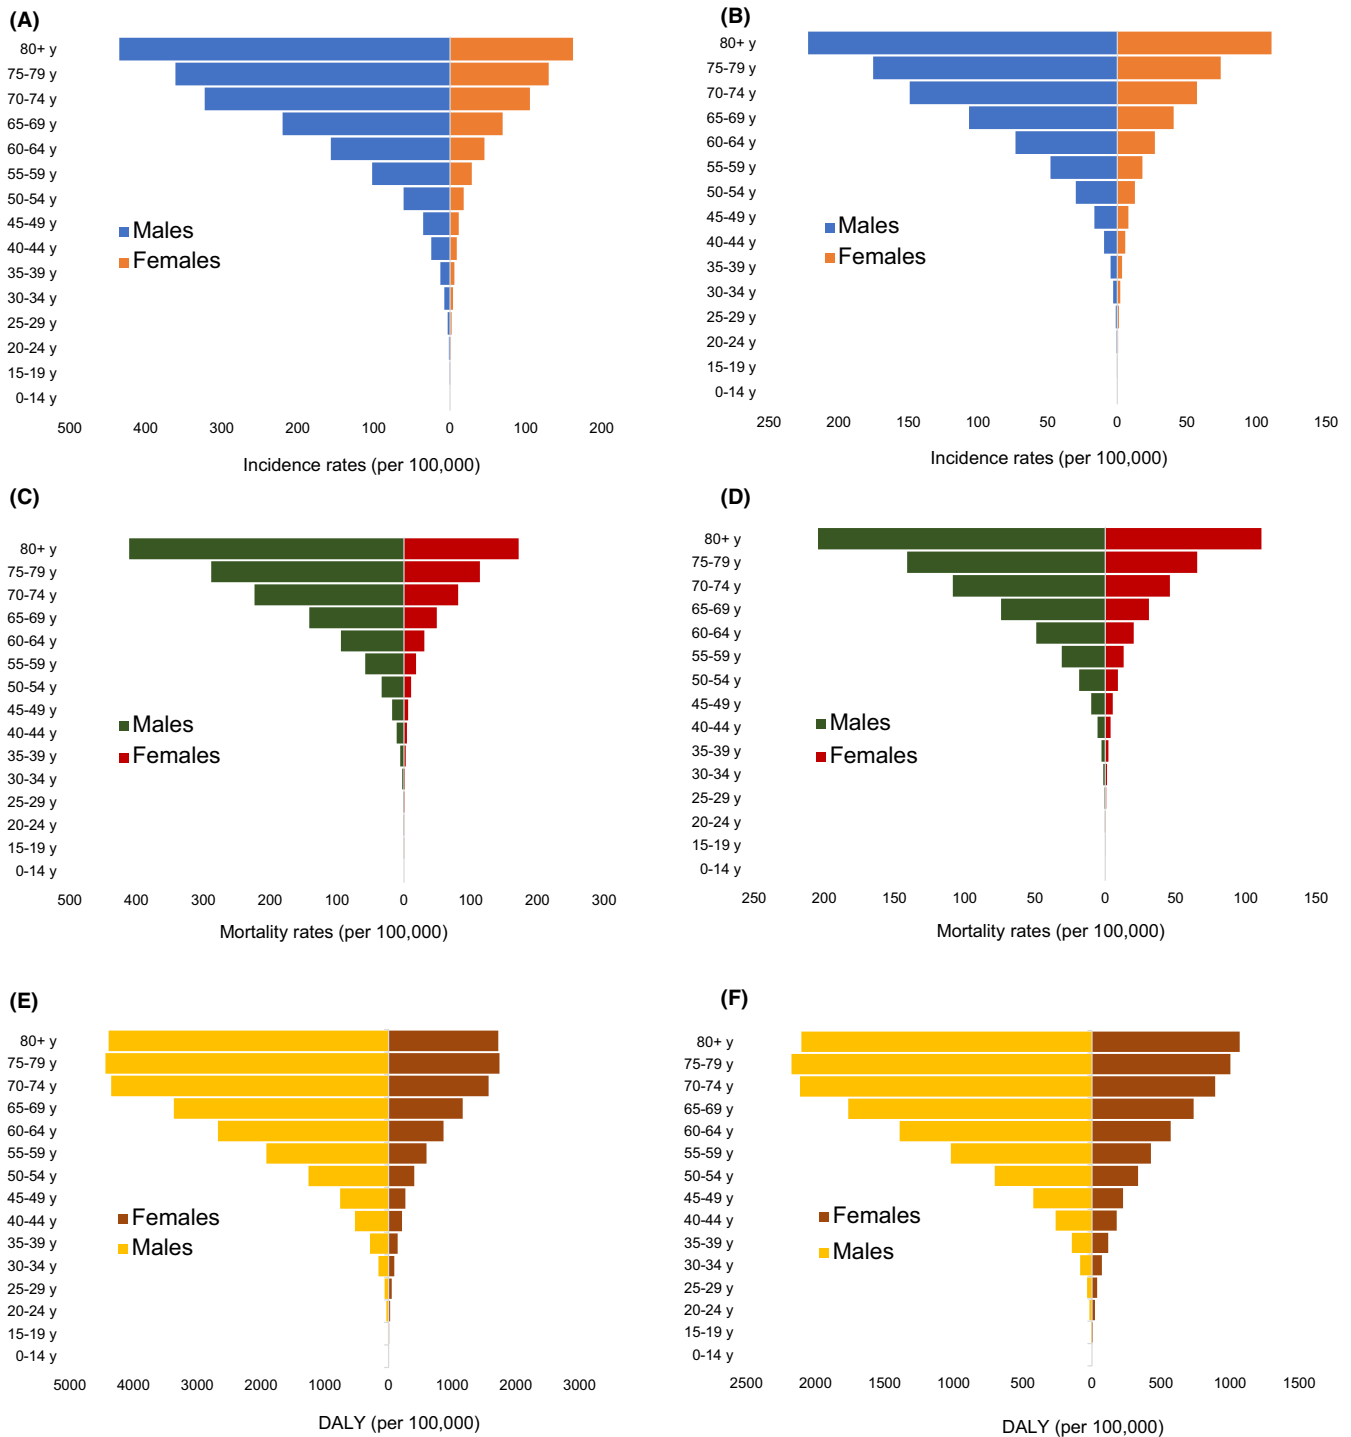 (A)
80+ y
75-79 y
70-74 y
65-69 y
60-64 y
55-59 y
50-54 y
45-49 y
40-44 y
35-39 y
30-34 y
25-29 y
20-24 y
15-19 y
0-14 y
Males
Females
500 400 300 200 100 0 100 200
Incidence rates (per 100,000)
(B)
80+ y
75-79 y
70-74 y
65-69 y
60-64 y
55-59 y
50-54 y
45-49 y
40-44 y
35-39 y
30-34 y
25-29 y
20-24 y
15-19 y
0-14 y
Males
Females
250 200 150 100 50 0 50 100 150
Incidence rates (per 100,000)
(C)
80+ y
75-79 y
70-74 y
65-69 y
60-64 y
55-59 y
50-54 y
45-49 y
40-44 y
35-39 y
30-34 y
25-29 y
20-24 y
15-19 y
0-14 y
Males
Females
500 400 300 200 100 0 100 200 300
Mortality rates (per 100,000)
(D)
80+ y
75-79 y
70-74 y
65-69 y
60-64 y
55-59 y
50-54 y
45-49 y
40-44 y
35-39 y
30-34 y
25-29 y
20-24 y
15-19 y
0-14 y
Males
Females
250 200 150 100 50 0 50 100 150
Mortality rates (per 100,000)
(E)
80+ y
75-79 y
70-74 y
65-69 y
60-64 y
55-59 y
50-54 y
45-49 y
40-44 y
35-39 y
30-34 y
25-29 y
20-24 y
15-19 y
0-14 y
Females
Males
5000 4000 3000 2000 1000 0 1000 2000 3000
DALY (per 100,000)
(F)
80+ y
75-79 y
70-74 y
65-69 y
60-64 y
55-59 y
50-54 y
45-49 y
40-44 y
35-39 y
30-34 y
25-29 y
20-24 y
15-19 y
0-14 y
Females
Males
2500 2000 1500 1000 500 0 500 1000 1500
DALY (per 100,000)